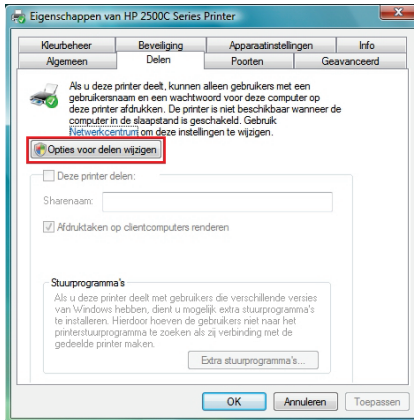 Eigenschappen van HP 2500C Series Printer
Kleurbeheer Beveiliging Apparaatinstellingen Info
Algemeen Delen Poorten Geavanceerd
Als u deze printer deelt, kunnen alleen gebruikers met een
gebruikersnaam en een wachtwoord voor deze computer op
deze printer afdrukken. De printer is niet beschikbaar wanneer de
computer in de slaapstand is geschakeld. Gebruik
Netwerkcentrum om deze instellingen te wijzigen.
Opties voor delen wijzigen
Deze printer delen:
Sharenaam:
Afdruktaken op clientcomputers renderen
Stuurprogramma's
Als u deze printer deelt met gebruikers die verschillende versies
van Windows hebben, dient u mogelijk extra stuurprogramma's
te installeren. Hierdoor hoeven de gebruikers niet naar het
printerstuurprogramma te zoeken als zij verbinding met de
gedeelde printer maken.
Extra stuurprogramma's...
OK Annuleren Toepassen